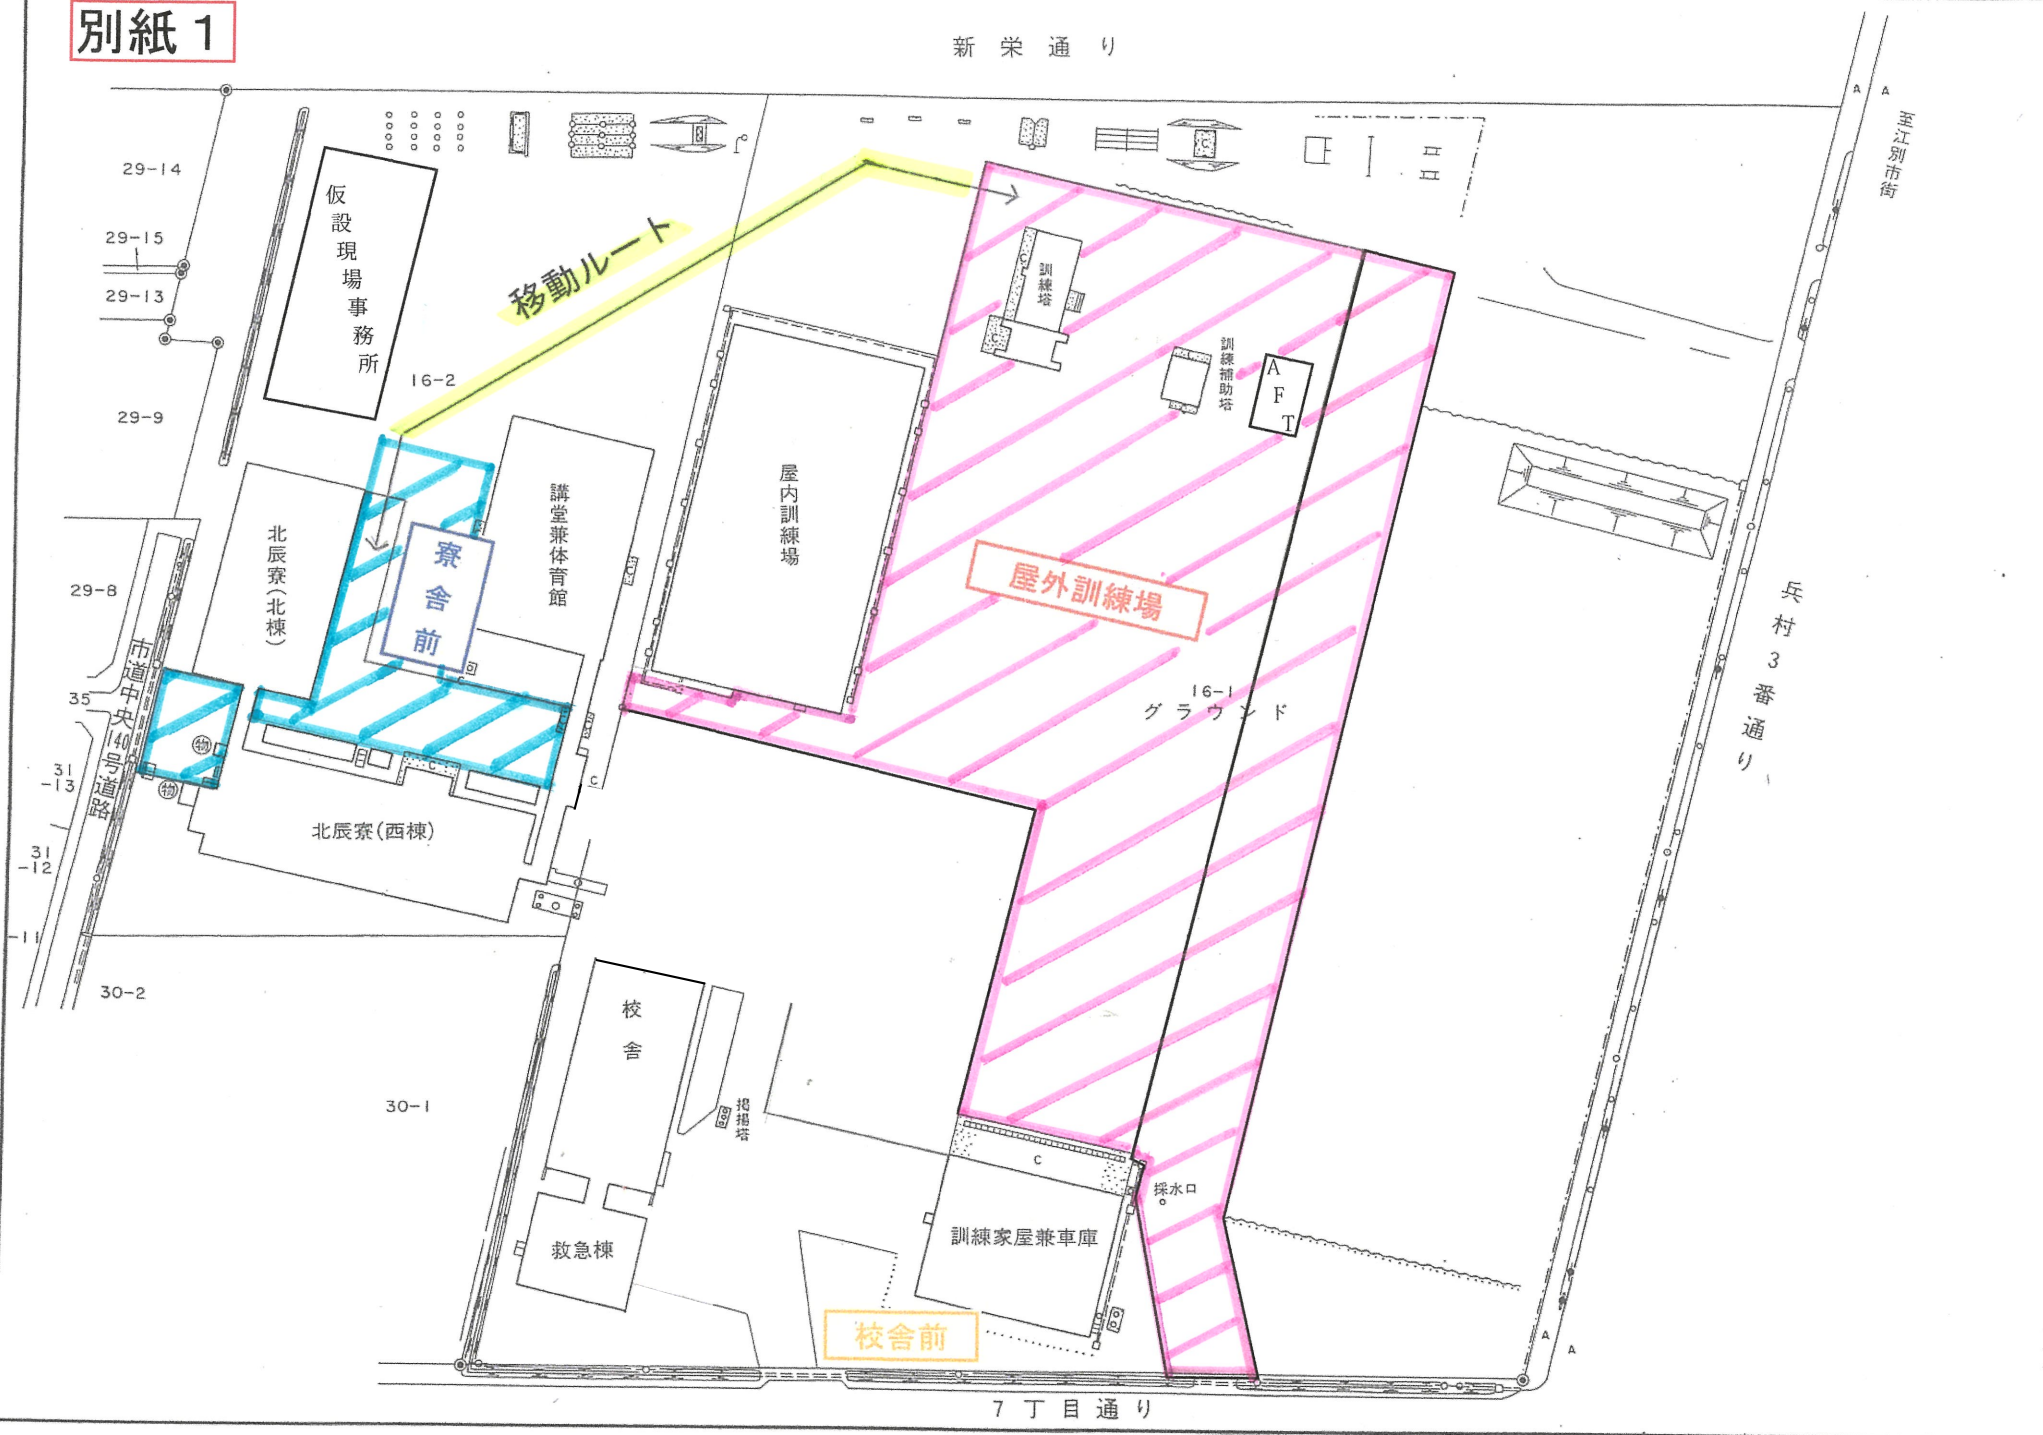 別紙1
新栄通り
至江別市街
29-14
仮設現場事務所
29-15
29-13
移動ルート
16-2
29-9
訓練塔
C
C
C
訓練補助塔
AFT
屋内訓練場
講堂兼体育館
北辰寮(北棟)
寮舎前
屋外訓練場
29-8
市道中央140号道路
35
16-1
グラウンド
兵村3番通り
物
物
31
-13
C
C
北辰寮(西棟)
31
-12
-11
30-2
校舎
30-1
掲揚塔
C
採水口
訓練家屋兼車庫
救急棟
校舎前
A
A
A
A
7丁目通り